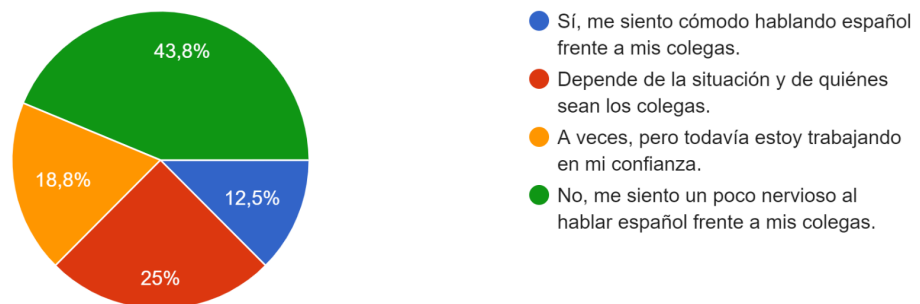 43,8%
18,8%
12,5%
25%
Sí, me siento cómodo hablando español
frente a mis colegas.
Depende de la situación y de quiénes
sean los colegas.
A veces, pero todavía estoy trabajando
en mi confianza.
No, me siento un poco nervioso al
hablar español frente a mis colegas.